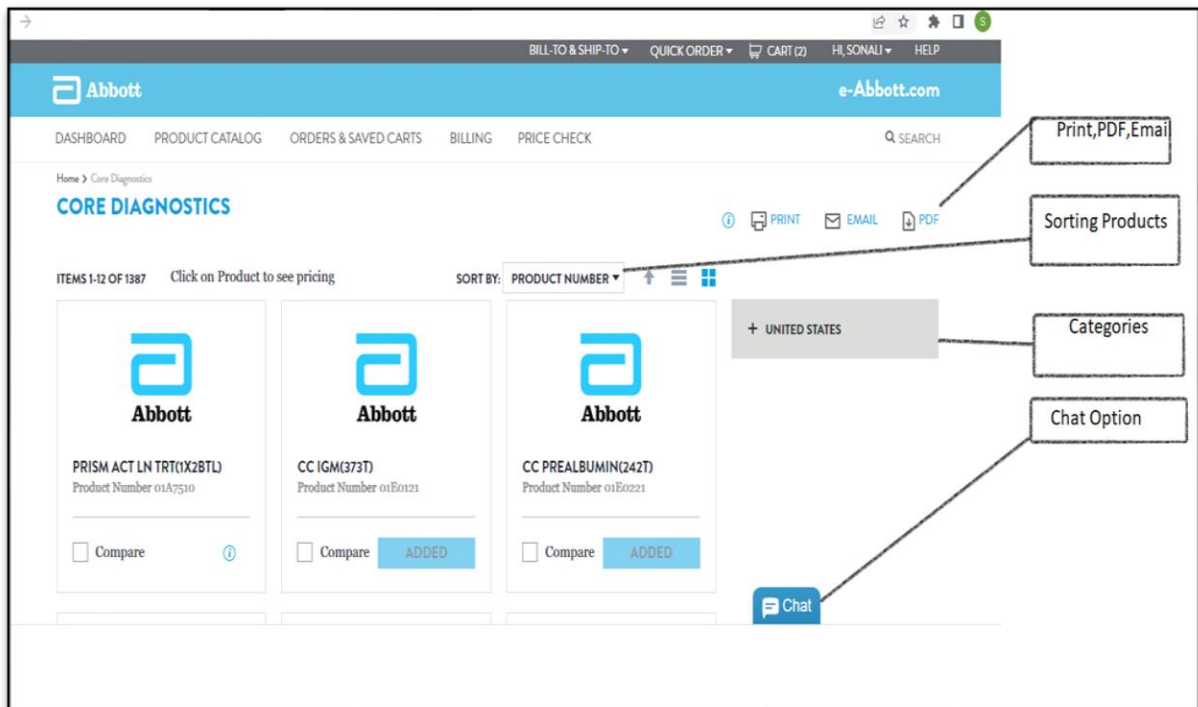 S
BILL-TO & SHIP-TO QUICK ORDER CART (2) HI, SONALI HELP
Abbott e-Abbott.com
DASHBOARD PRODUCT CATALOG ORDERS & SAVED CARTS BILLING PRICE CHECK SEARCH
Print,PDF,Email
Home > Core Diagnostics
CORE DIAGNOSTICS
PRINT EMAIL PDF
Sorting Products
ITEMS 1-12 OF 1387 Click on Product to see pricing SORT BY: PRODUCT NUMBER
+ UNITED STATES
Categories
Abbott Abbott Abbott
Chat Option
PRISM ACT LN TRT(1X2BTL) CC IGM(373T) CC PREALBUMIN(242T)
Product Number 01A7510 Product Number 01E0121 Product Number 01E0221
Compare Compare ADDED Compare ADDED
Chat